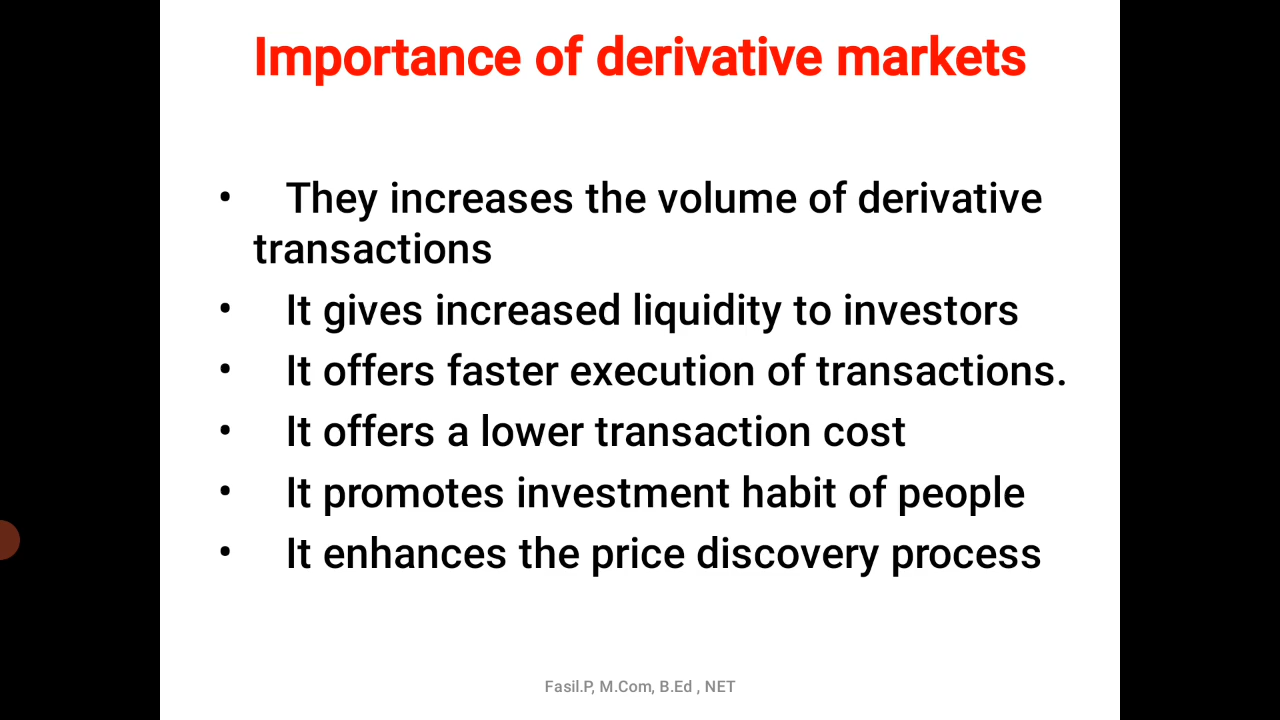 Importance of derivative markets
• They increases the volume of derivative
transactions
• It gives increased liquidity to investors
• It offers faster execution of transactions.
• It offers a lower transaction cost
• It promotes investment habit of people
• It enhances the price discovery process
Fasil.P, M.Com, B.Ed , NET